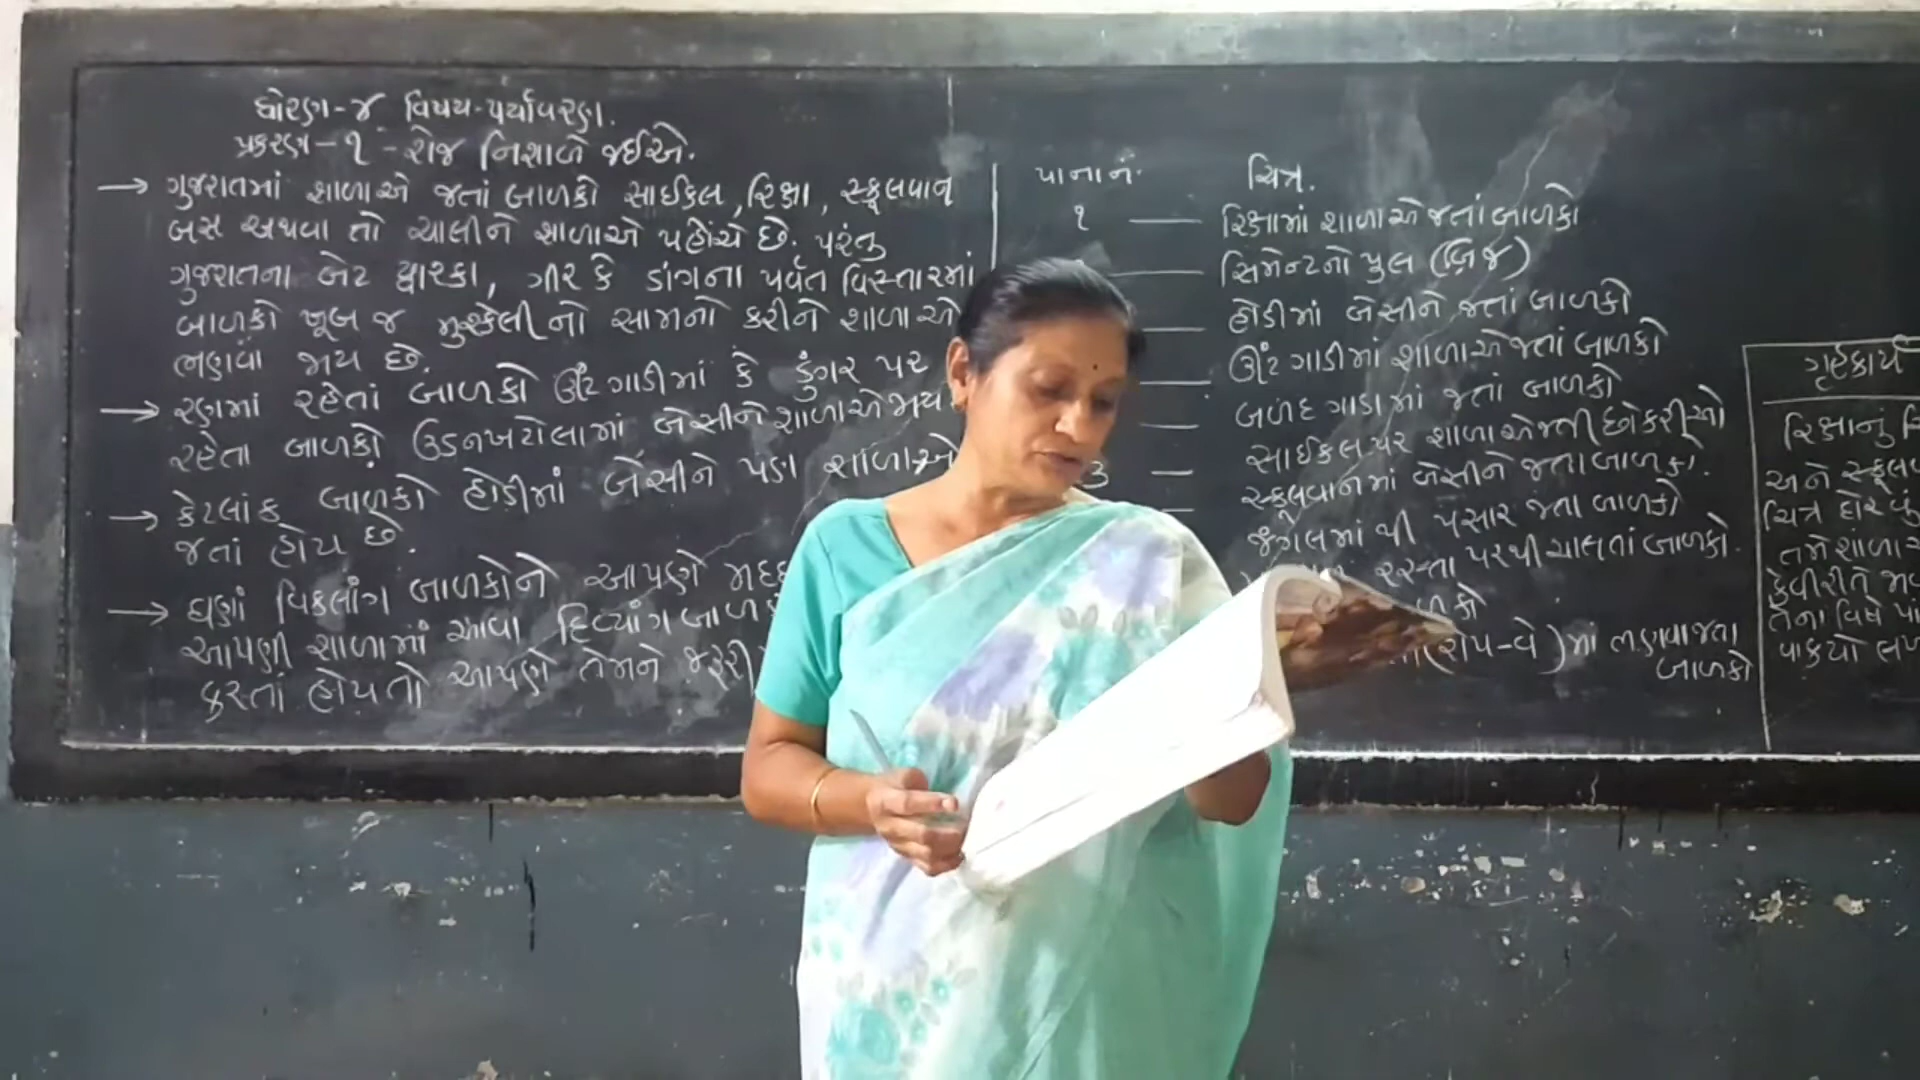 ધોરણ-૪ વિષય-પર્યાવરણ.
પ્રકરણ-૧ - રોજ નિશાળે જઈએ.
→ ગુજરાતમાં શાળાએ જતાં બાળકો સાઈકલ, રિક્ષા, સ્કૂલવાન
બસ અથવા તો ચાલીને શાળાએ પહોંચે છે. પરંતુ
ગુજરાતના બેટ દ્વારકા, ગીર કે ડાંગના પર્વત વિસ્તારમાં
બાળકો ખૂબ જ મુશ્કેલીનો સામનો કરીને શાળાએ
ભણવા જાય છે.
→ રણમાં રહેતાં બાળકો ઊંટગાડીમાં કે ડુંગર પર
રહેતા બાળકો ઉડનખટોલામાં બેસીને શાળાએ જાય
→ કેટલાંક બાળકો હોડીમાં બેસીને પણ શાળાએ
જતાં હોય છે.
→ ઘણાં વિકલાંગ બાળકોને આપણે મદદ
આપણી શાળામાં આવા દિવ્યાંગ
કરતાં હોય તો આપણે તેમને જરૂરી
પાના નં. ચિત્ર.
૧ — રિક્ષામાં શાળાએ જતાં બાળકો
— સિમેન્ટનો પુલ (બ્રિજ)
— હોડીમાં બેસીને જતાં બાળકો
— ઊંટગાડીમાં શાળાએ જતાં બાળકો
— બળદગાડામાં જતાં બાળકો
૩ — સાઈકલ પર શાળાએ જતી છોકરીઓ
— સ્કૂલવાનમાં બેસીને જતા બાળકો.
જંગલમાંથી પસાર જતા બાળકો
રસ્તા પરથી ચાલતાં બાળકો.
(રોપ-વે)માં ભણવા જતા
બાળકો
ગૃહકાર્ય
રિક્ષાનું
અને
ચિત્ર દોરવું
તમે
કેવી રીતે
તેના વિષે
વાક્યો